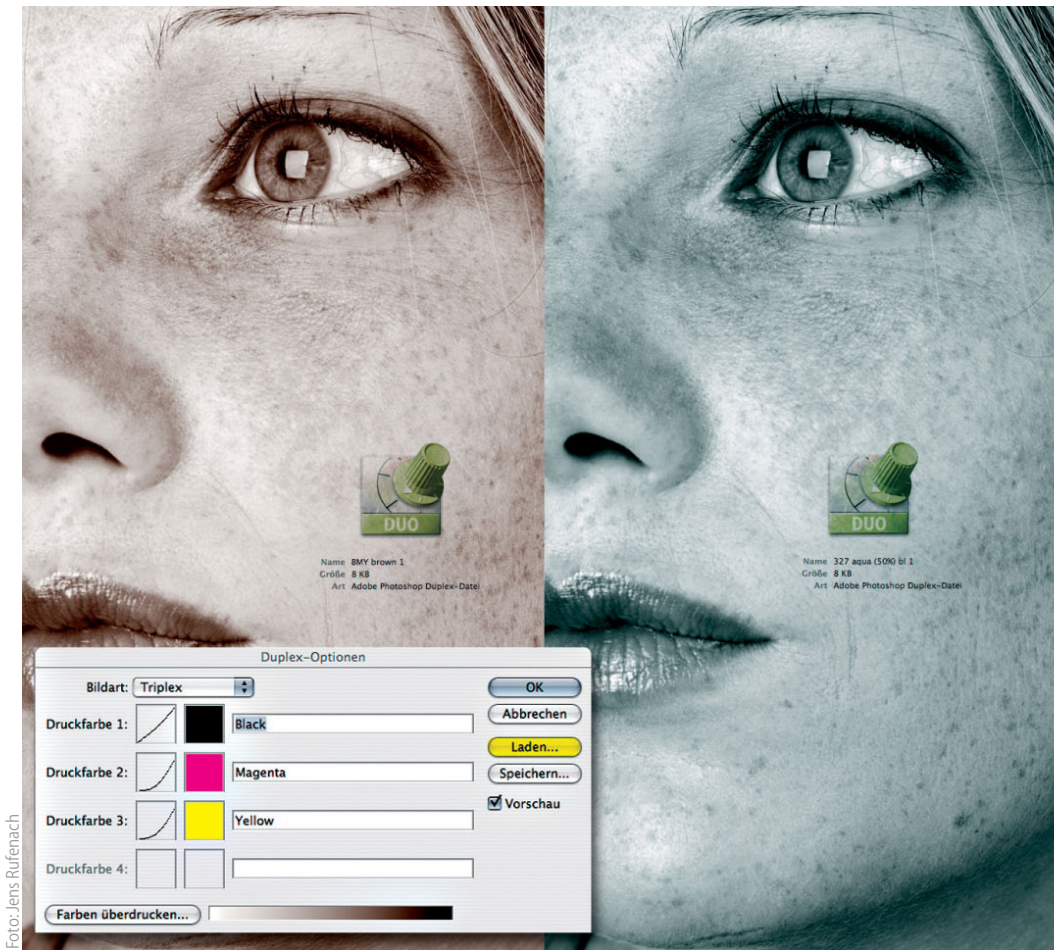 DUO
Name BMY brown 1
Größe 8 KB
Art Adobe Photoshop Duplex-Datei
DUO
Name 327 aqua (50%) bl 1
Größe 8 KB
Art Adobe Photoshop Duplex-Datei
Duplex-Optionen
Bildart: Triplex
OK
Druckfarbe 1: Black
Abbrechen
Laden...
Druckfarbe 2: Magenta
Speichern...
Vorschau
Druckfarbe 3: Yellow
Druckfarbe 4:
Farben überdrucken...
Foto: Jens Rufenach